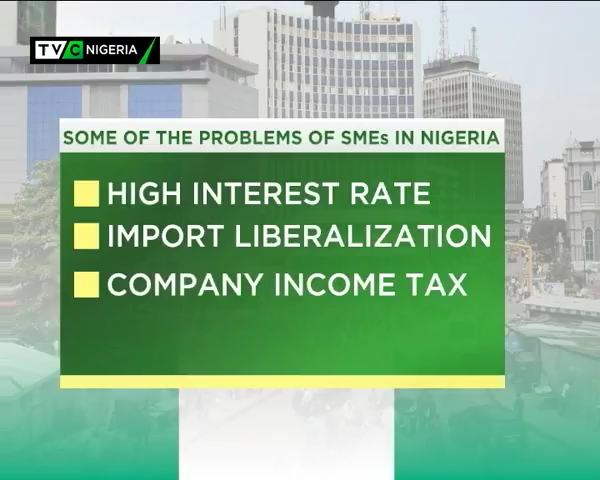 TVC NIGERIA
SOME OF THE PROBLEMS OF SMEs IN NIGERIA
HIGH INTEREST RATE
IMPORT LIBERALIZATION
COMPANY INCOME TAX